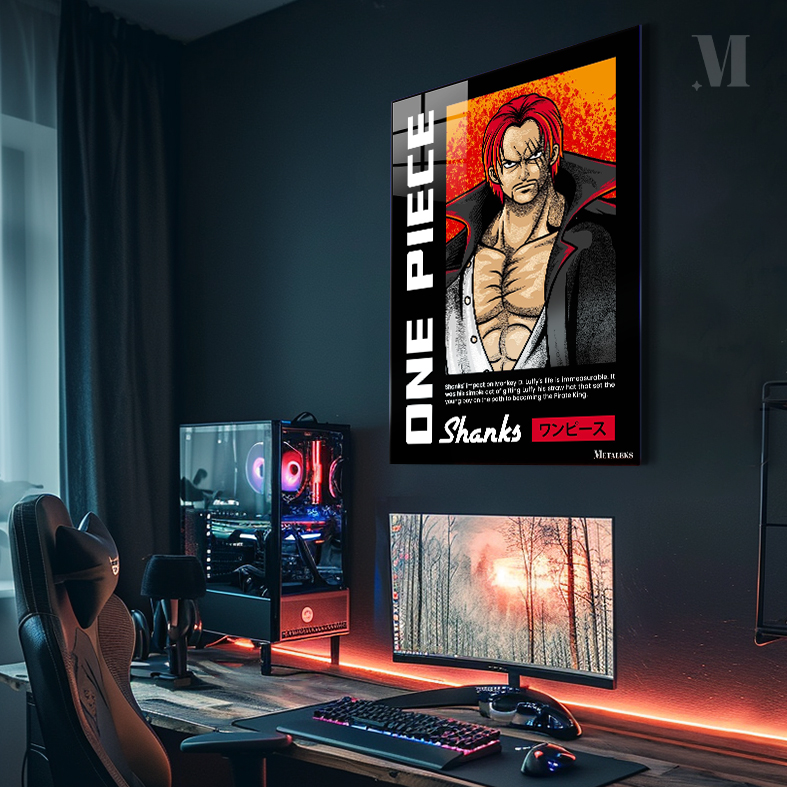 M
ONE PIECE
Shanks' impact on Monkey D. Luffy's life is immeasurable. It
was his simple act of gifting Luffy his straw hat that set the
young boy on the path to becoming the Pirate King.
Shanks
ワンピース
METALEKS